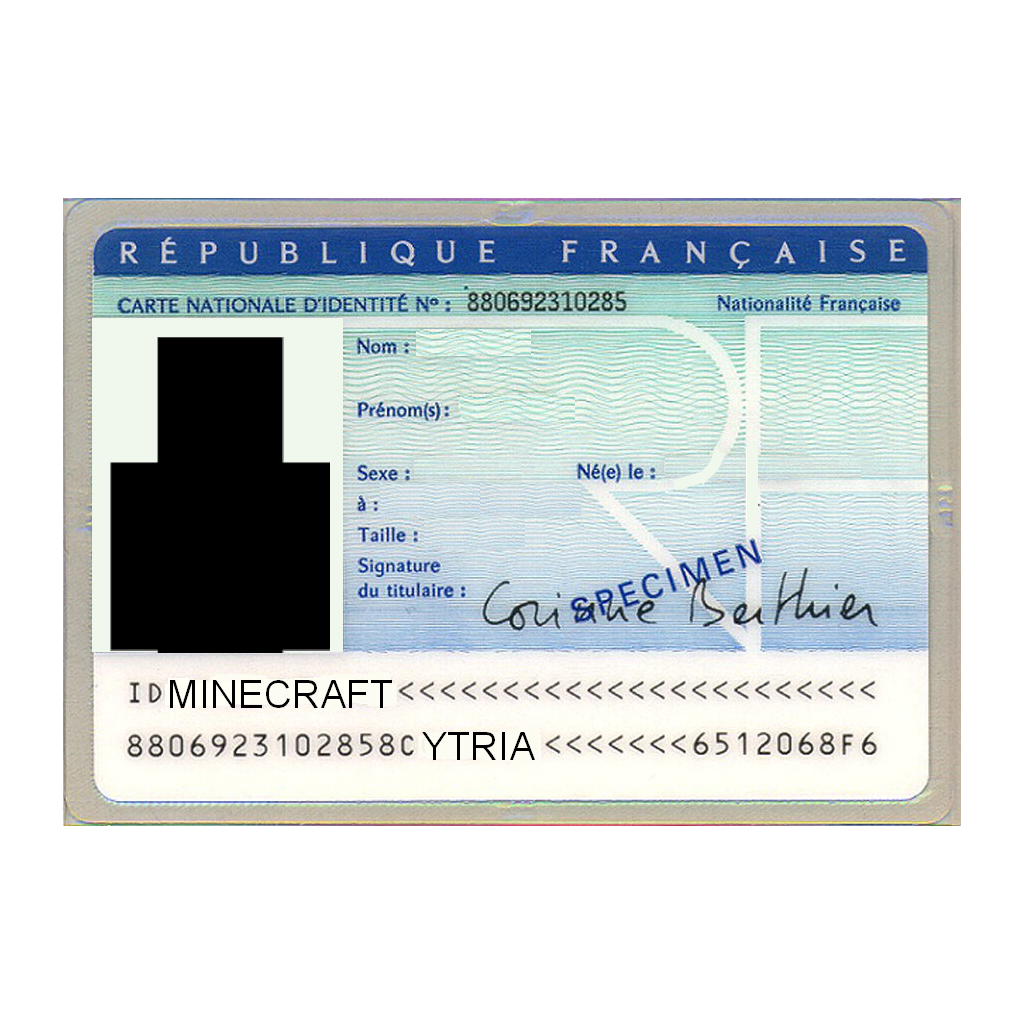 RÉPUBLIQUE FRANÇAISE
CARTE NATIONALE D'IDENTITÉ Nº : 880692310285 Nationalité Française
Nom :
Prénom(s) :
Sexe : Né(e) le :
à :
Taille :
Signature
du titulaire : Corinne Berthier
SPECIMEN
IDMINECRAFT<<<<<<<<<<<<<<<<<<<<<<<
8806923102858CYTRIA<<<<<<<6512068F6